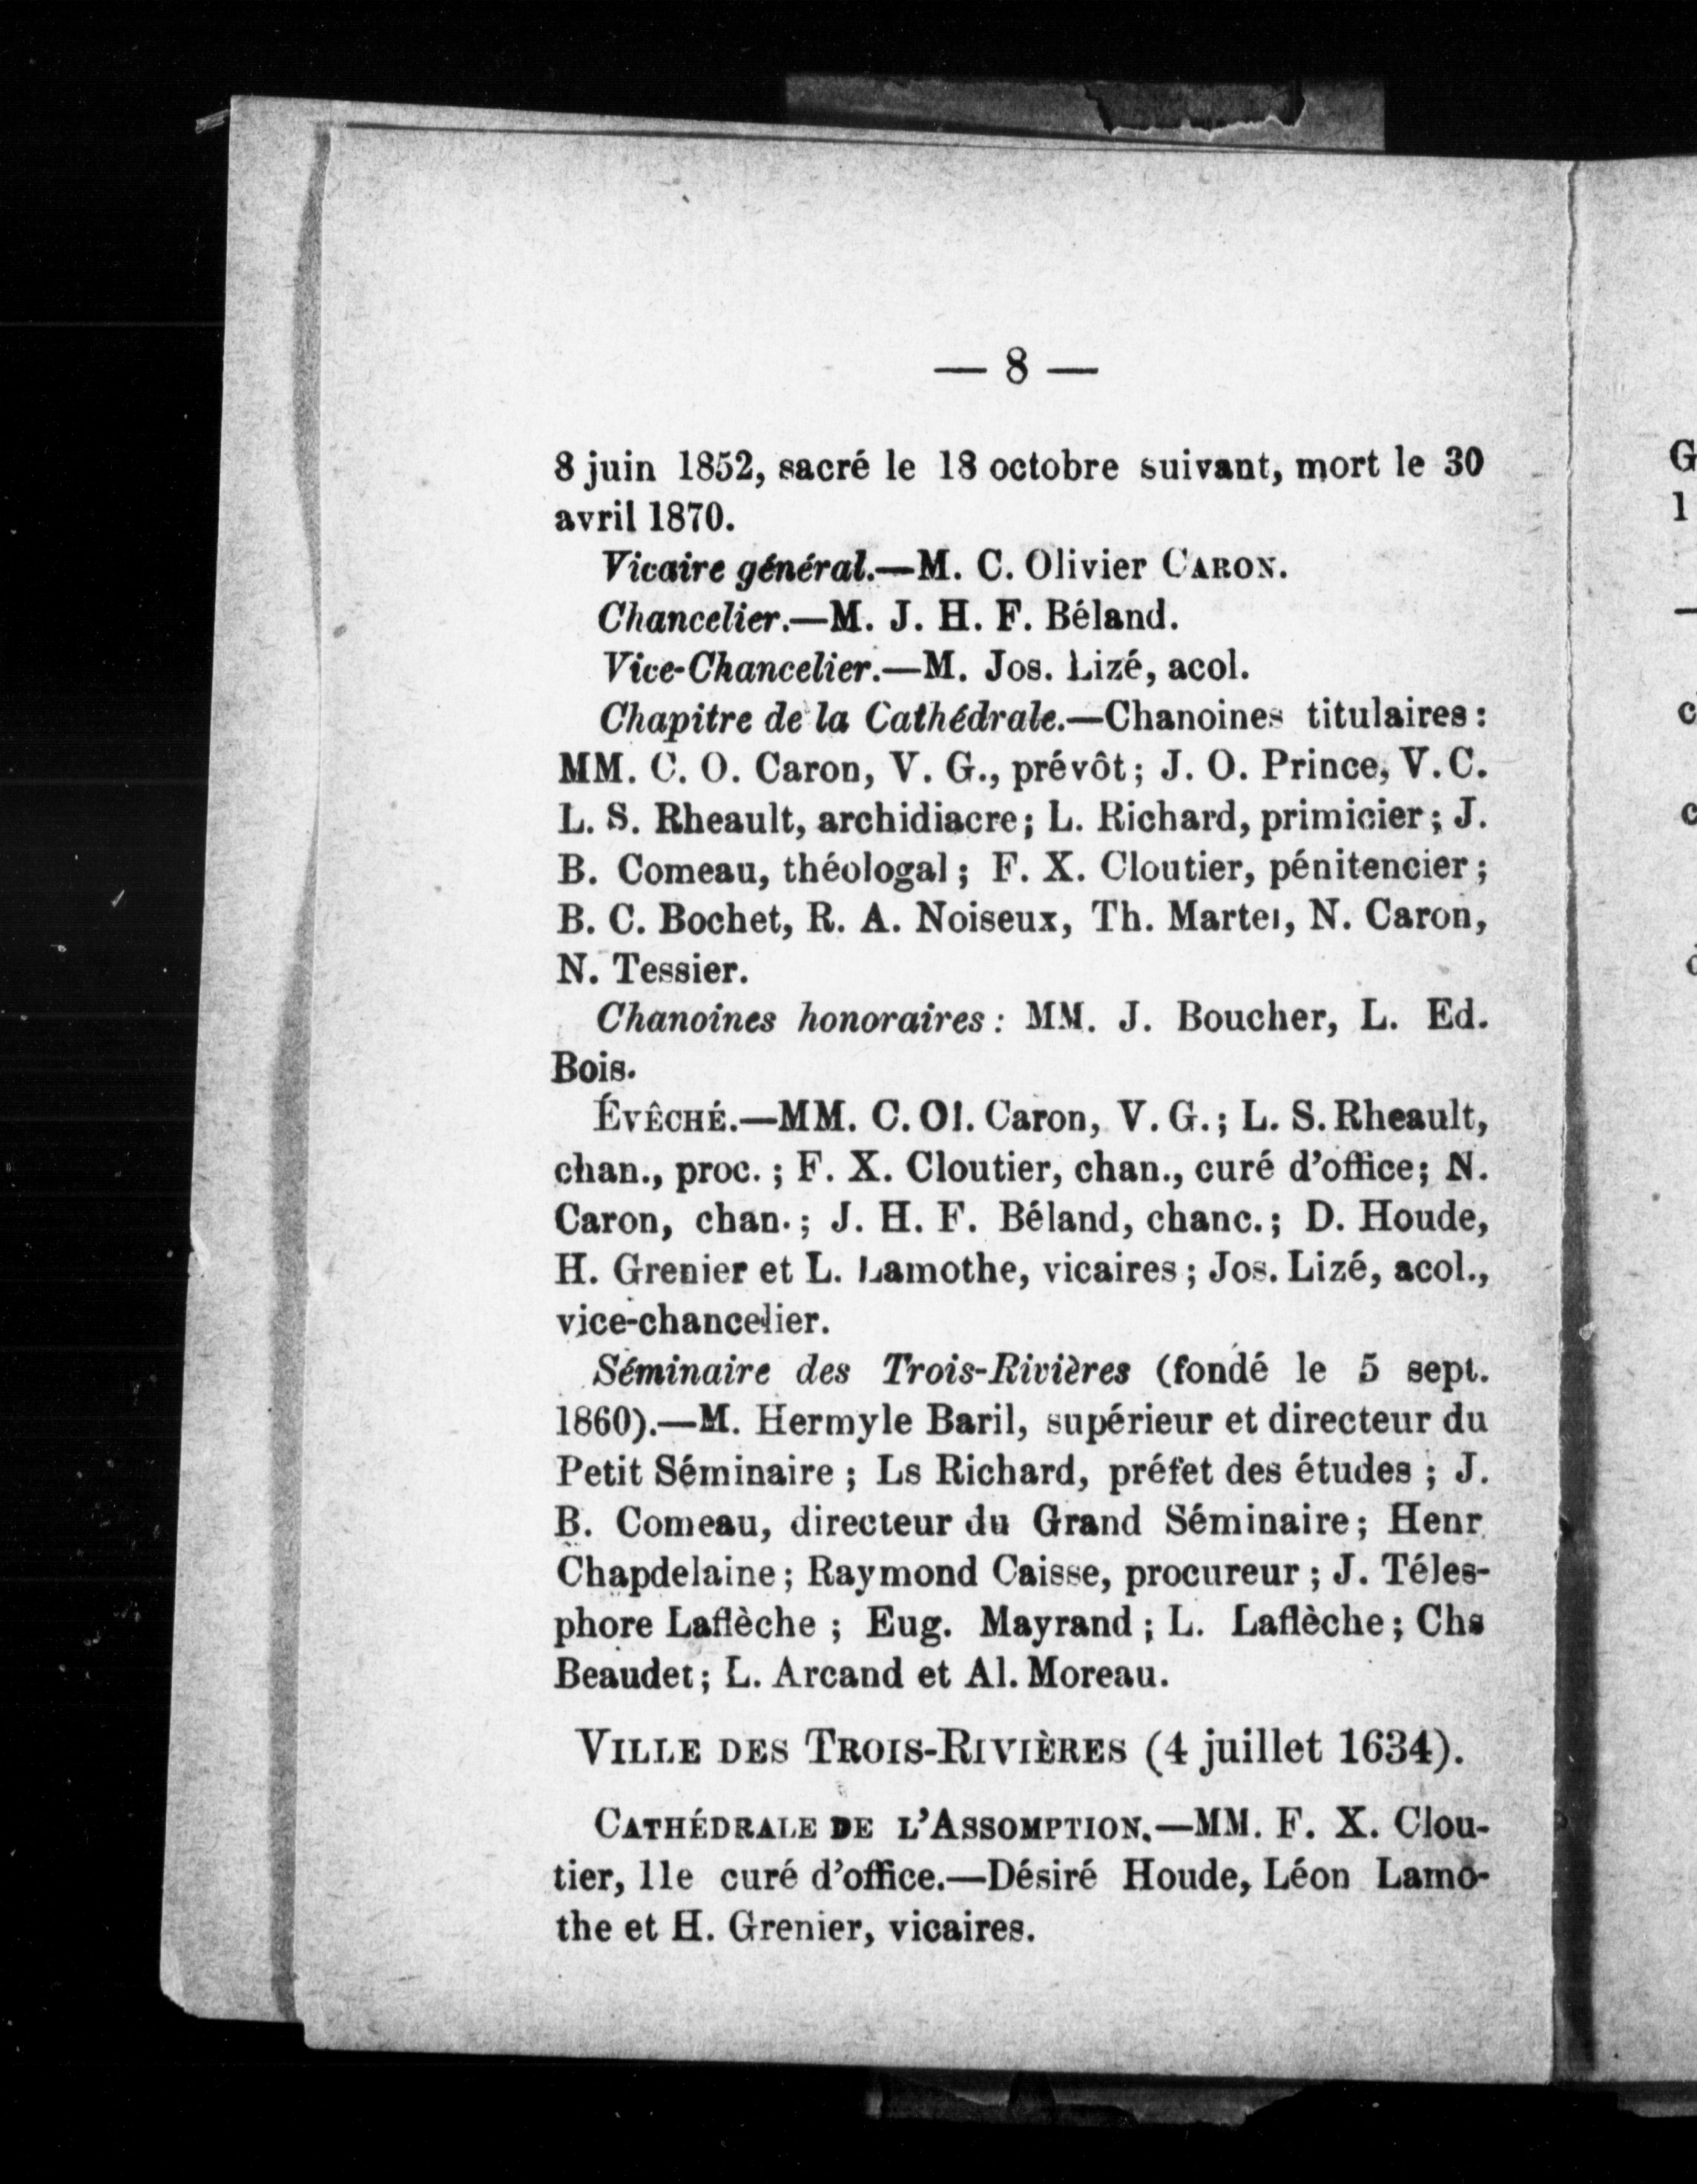 — 8 —
8 juin 1852, sacré le 18 octobre suivant, mort le 30
avril 1870.
Vicaire général.—M. C. Olivier CARON.
Chancelier.—M. J. H. F. Béland.
Vice-Chancelier.—M. Jos. Lizé, acol.
Chapitre de la Cathédrale.—Chanoines titulaires:
MM. C. O. Caron, V. G., prévôt; J. O. Prince, V. C.
L. S. Rheault, archidiacre; L. Richard, primicier; J.
B. Comeau, théologal; F. X. Cloutier, pénitencier;
B. C. Bochet, R. A. Noiseux, Th. Martel, N. Caron,
N. Tessier.
Chanoines honoraires: MM. J. Boucher, L. Ed.
Bois.
ÉVÊCHÉ.—MM. C. Ol. Caron, V. G.; L. S. Rheault,
chan., proc.; F. X. Cloutier, chan., curé d'office; N.
Caron, chan.; J. H. F. Béland, chanc.; D. Houde,
H. Grenier et L. Lamothe, vicaires; Jos. Lizé, acol.,
vice-chancelier.
Séminaire des Trois-Rivières (fondé le 5 sept.
1860).—M. Hermyle Baril, supérieur et directeur du
Petit Séminaire; Ls Richard, préfet des études; J.
B. Comeau, directeur du Grand Séminaire; Henr
Chapdelaine; Raymond Caisse, procureur; J. Téles-
phore Laflèche; Eug. Mayrand; L. Laflèche; Chs
Beaudet; L. Arcand et Al. Moreau.
VILLE DES TROIS-RIVIÈRES (4 juillet 1634).
CATHÉDRALE DE L'ASSOMPTION.—MM. F. X. Clou-
tier, 11e curé d'office.—Désiré Houde, Léon Lamo-
the et H. Grenier, vicaires.